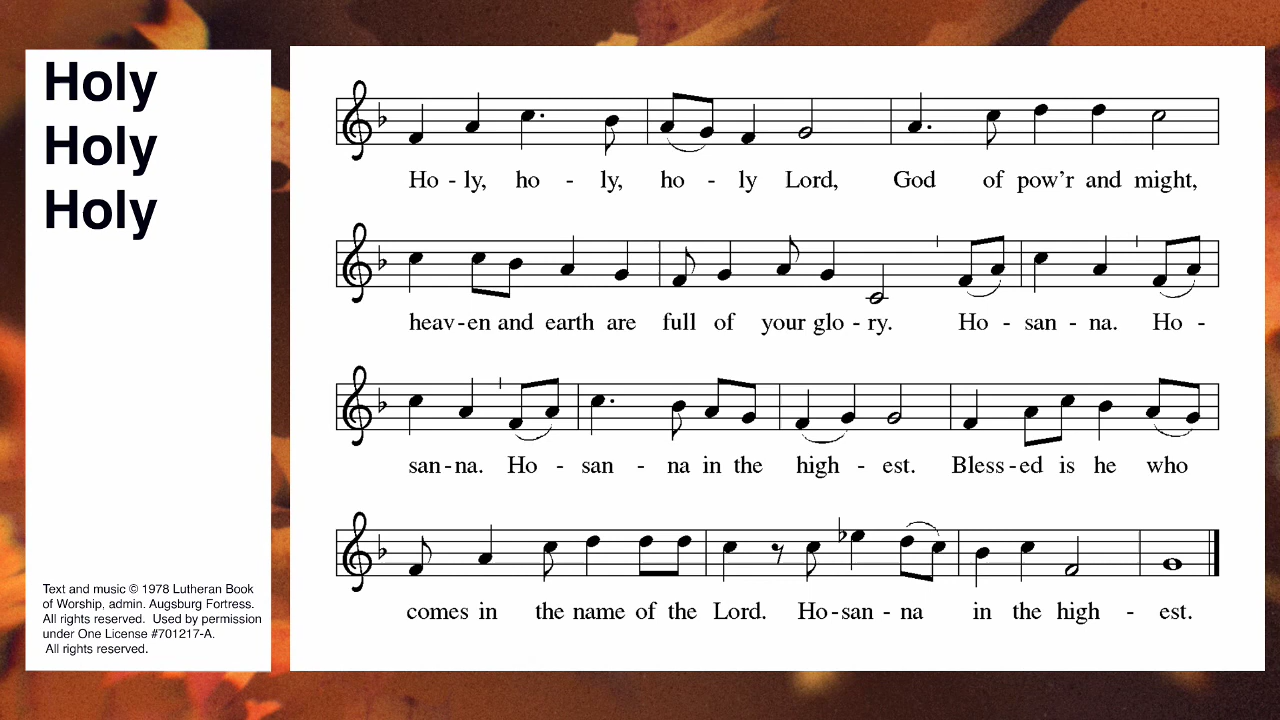 Holy
Holy
Holy
Ho - ly, ho - ly, ho - ly Lord, God of pow'r and might,
heav - en and earth are full of your glo - ry. Ho - san - na. Ho -
san - na. Ho - san - na in the high - est. Bless - ed is he who
comes in the name of the Lord. Ho - san - na in the high - est.
Text and music © 1978 Lutheran Book
of Worship, admin. Augsburg Fortress.
All rights reserved. Used by permission
under One License #701217-A.
All rights reserved.